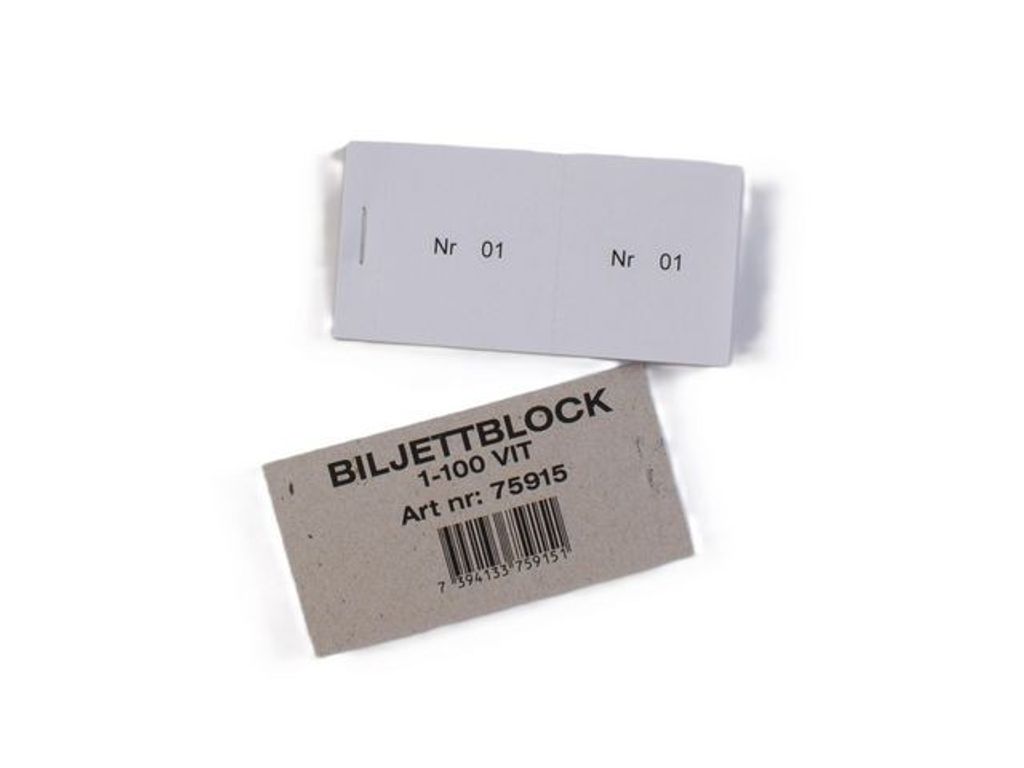 Nr 01 Nr 01
BILJETTBLOCK
1-100 VIT
Art nr: 75915
7 394133 759151